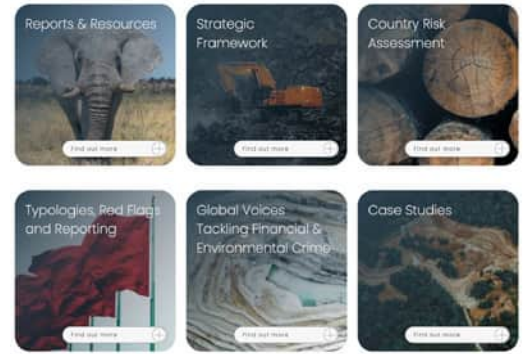 Reports & Resources
Strategic
Framework
Country Risk
Assessment
Find out more
Find out more
Find out more
Typologies, Red Flags
and Reporting
Global Voices
Tackling Financial &
Environmental Crime
Case Studies
Find out more
Find out more
Find out more